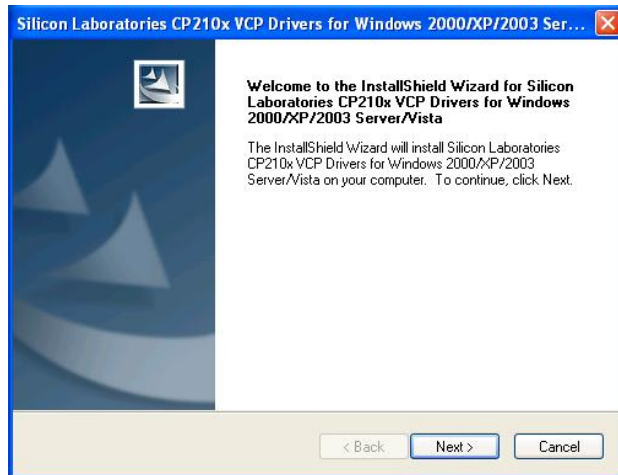 Silicon Laboratories CP210x VCP Drivers for Windows 2000/XP/2003 Ser...
Welcome to the InstallShield Wizard for Silicon
Laboratories CP210x VCP Drivers for Windows
2000/XP/2003 Server/Vista
The InstallShield Wizard will install Silicon Laboratories
CP210x VCP Drivers for Windows 2000/XP/2003
Server/Vista on your computer. To continue, click Next.
< Back
Next >
Cancel